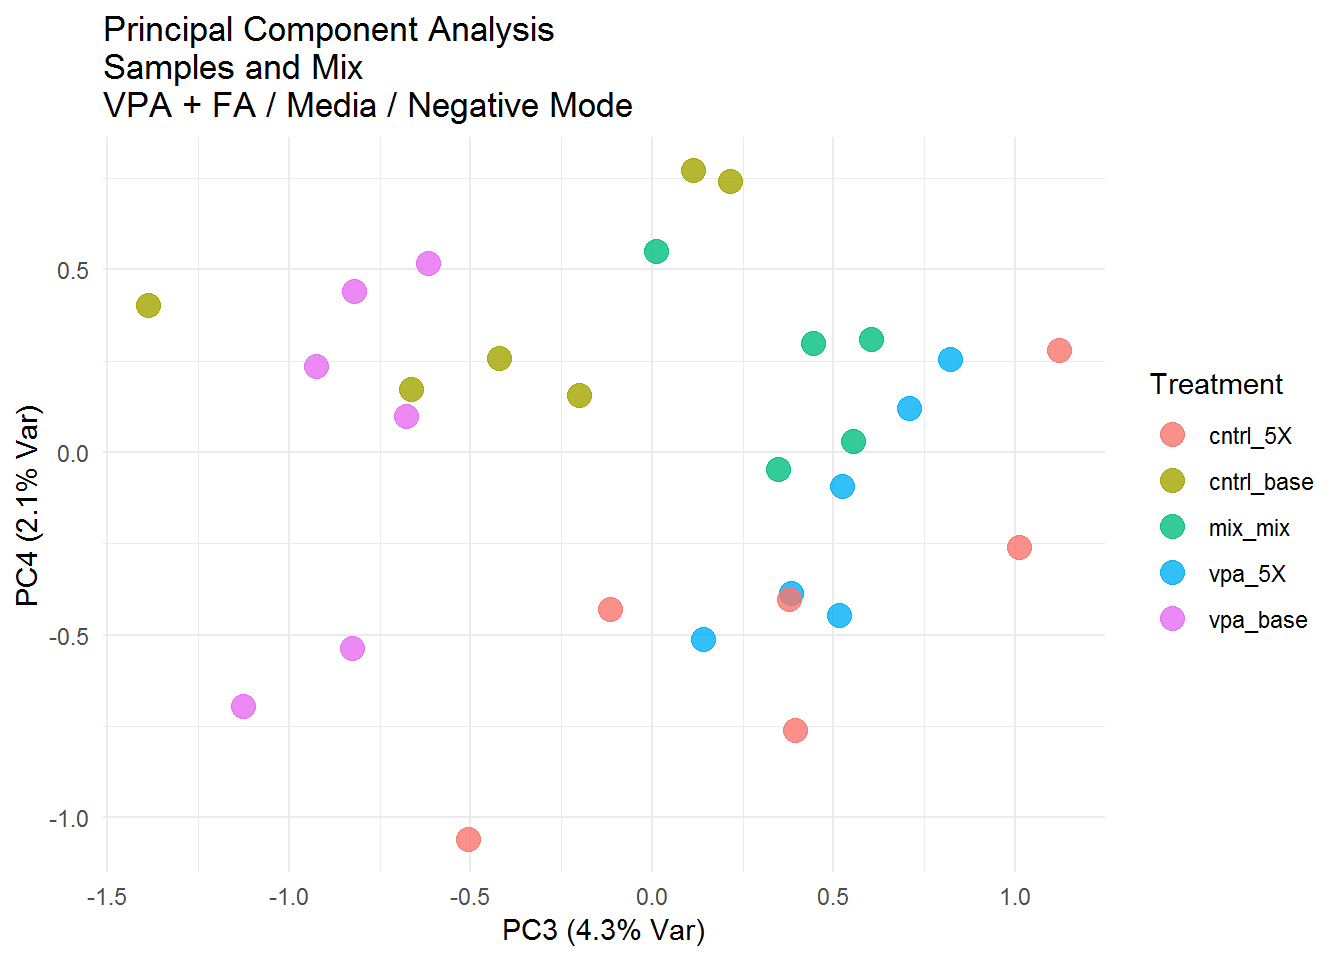 Principal Component Analysis
Samples and Mix
VPA + FA / Media / Negative Mode
0.5
0.0
-0.5
-1.0
PC4 (2.1% Var)
-1.5
-1.0
-0.5
0.0
0.5
1.0
PC3 (4.3% Var)
Treatment
cntrl_5X
cntrl_base
mix_mix
vpa_5X
vpa_base